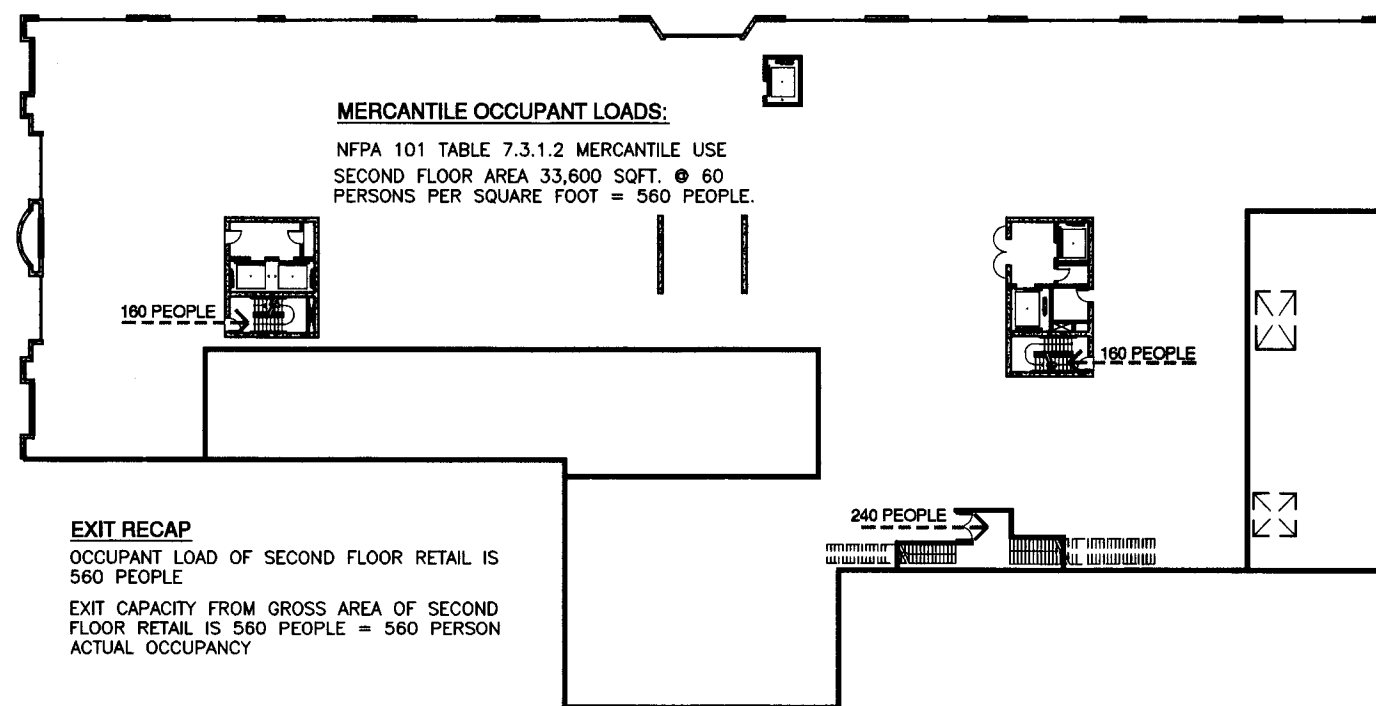 MERCANTILE OCCUPANT LOADS:
NFPA 101 TABLE 7.3.1.2 MERCANTILE USE
SECOND FLOOR AREA 33,600 SQFT. @ 60
PERSONS PER SQUARE FOOT = 560 PEOPLE.
160 PEOPLE
160 PEOPLE
240 PEOPLE
EXIT RECAP
OCCUPANT LOAD OF SECOND FLOOR RETAIL IS
560 PEOPLE
EXIT CAPACITY FROM GROSS AREA OF SECOND
FLOOR RETAIL IS 560 PEOPLE = 560 PERSON
ACTUAL OCCUPANCY